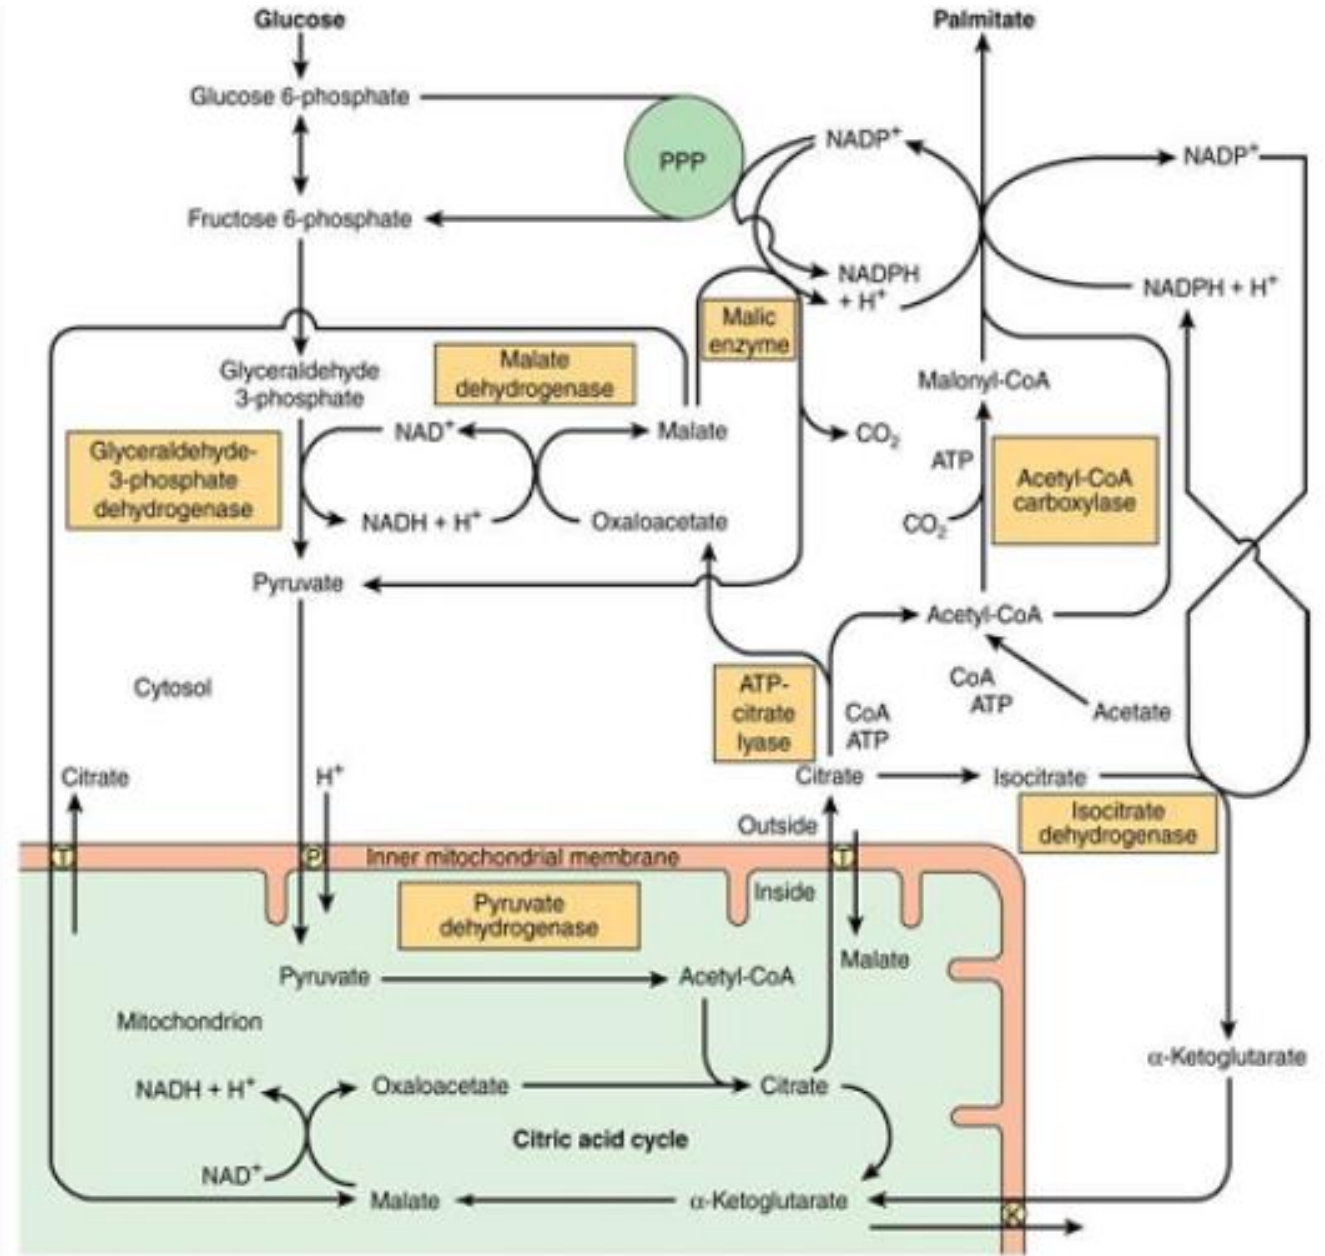 Glucose
Palmitate
Glucose 6-phosphate
PPP
NADP⁺
NADP⁺
Fructose 6-phosphate
NADPH
+ H⁺
NADPH + H⁺
Malic
enzyme
Glyceraldehyde
3-phosphate
Malate
dehydrogenase
Malonyl-CoA
NAD⁺
Malate
CO₂
Glyceraldehyde-
3-phosphate
dehydrogenase
ATP
Acetyl-CoA
carboxylase
NADH + H⁺
Oxaloacetate
CO₂
Pyruvate
Acetyl-CoA
Cytosol
ATP-
citrate
lyase
CoA
ATP
CoA
ATP
Acetate
Citrate
H⁺
Citrate
Isocitrate
Isocitrate
dehydrogenase
Outside
T
P
Inner mitochondrial membrane
T
Inside
Pyruvate
dehydrogenase
Malate
Pyruvate
Acetyl-CoA
Mitochondrion
α-Ketoglutarate
NADH + H⁺
Oxaloacetate
Citrate
Citric acid cycle
NAD⁺
Malate
α-Ketoglutarate
K